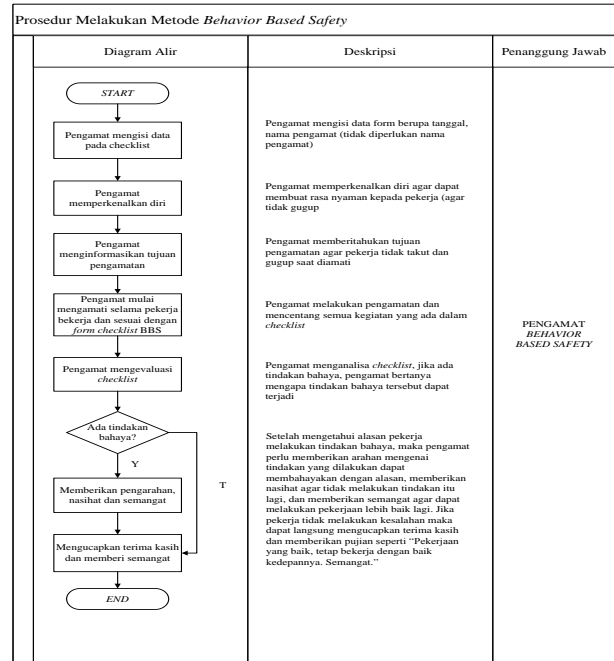 Prosedur Melakukan Metode Behavior Based Safety
Diagram Alir
Deskripsi
Penanggung Jawab
START
Pengamat mengisi data
pada checklist
Pengamat mengisi data form berupa tanggal,
nama pengamat (tidak diperlukan nama
pengamat)
Pengamat
memperkenalkan diri
Pengamat memperkenalkan diri agar dapat
membuat rasa nyaman kepada pekerja (agar
tidak gugup
Pengamat
menginformasikan tujuan
pengamatan
Pengamat memberitahukan tujuan
pengamatan agar pekerja tidak takut dan
gugup saat diamati
Pengamat mulai
mengamati selama pekerja
bekerja dan sesuai dengan
form checklist BBS
Pengamat melakukan pengamatan dan
mencentang semua kegiatan yang ada dalam
checklist
PENGAMAT
BEHAVIOR
BASED SAFETY
Pengamat mengevaluasi
checklist
Pengamat menganalisa checklist, jika ada
tindakan bahaya, pengamat bertanya
mengapa tindakan bahaya tersebut dapat
terjadi
Ada tindakan
bahaya?
Y
T
Memberikan pengarahan,
nasihat dan semangat
Setelah mengetahui alasan pekerja
melakukan tindakan bahaya, maka pengamat
perlu memberikan arahan mengenai
tindakan yang dilakukan dapat
membahayakan dengan alasan, memberikan
nasihat agar tidak melakukan tindakan itu
lagi, dan memberikan semangat agar dapat
melakukan pekerjaan lebih baik lagi. Jika
pekerja tidak melakukan kesalahan maka
dapat langsung mengucapkan terima kasih
dan memberikan pujian seperti “Pekerjaan
yang baik, tetap bekerja dengan baik
kedepannya. Semangat.”
Mengucapkan terima kasih
dan memberi semangat
END